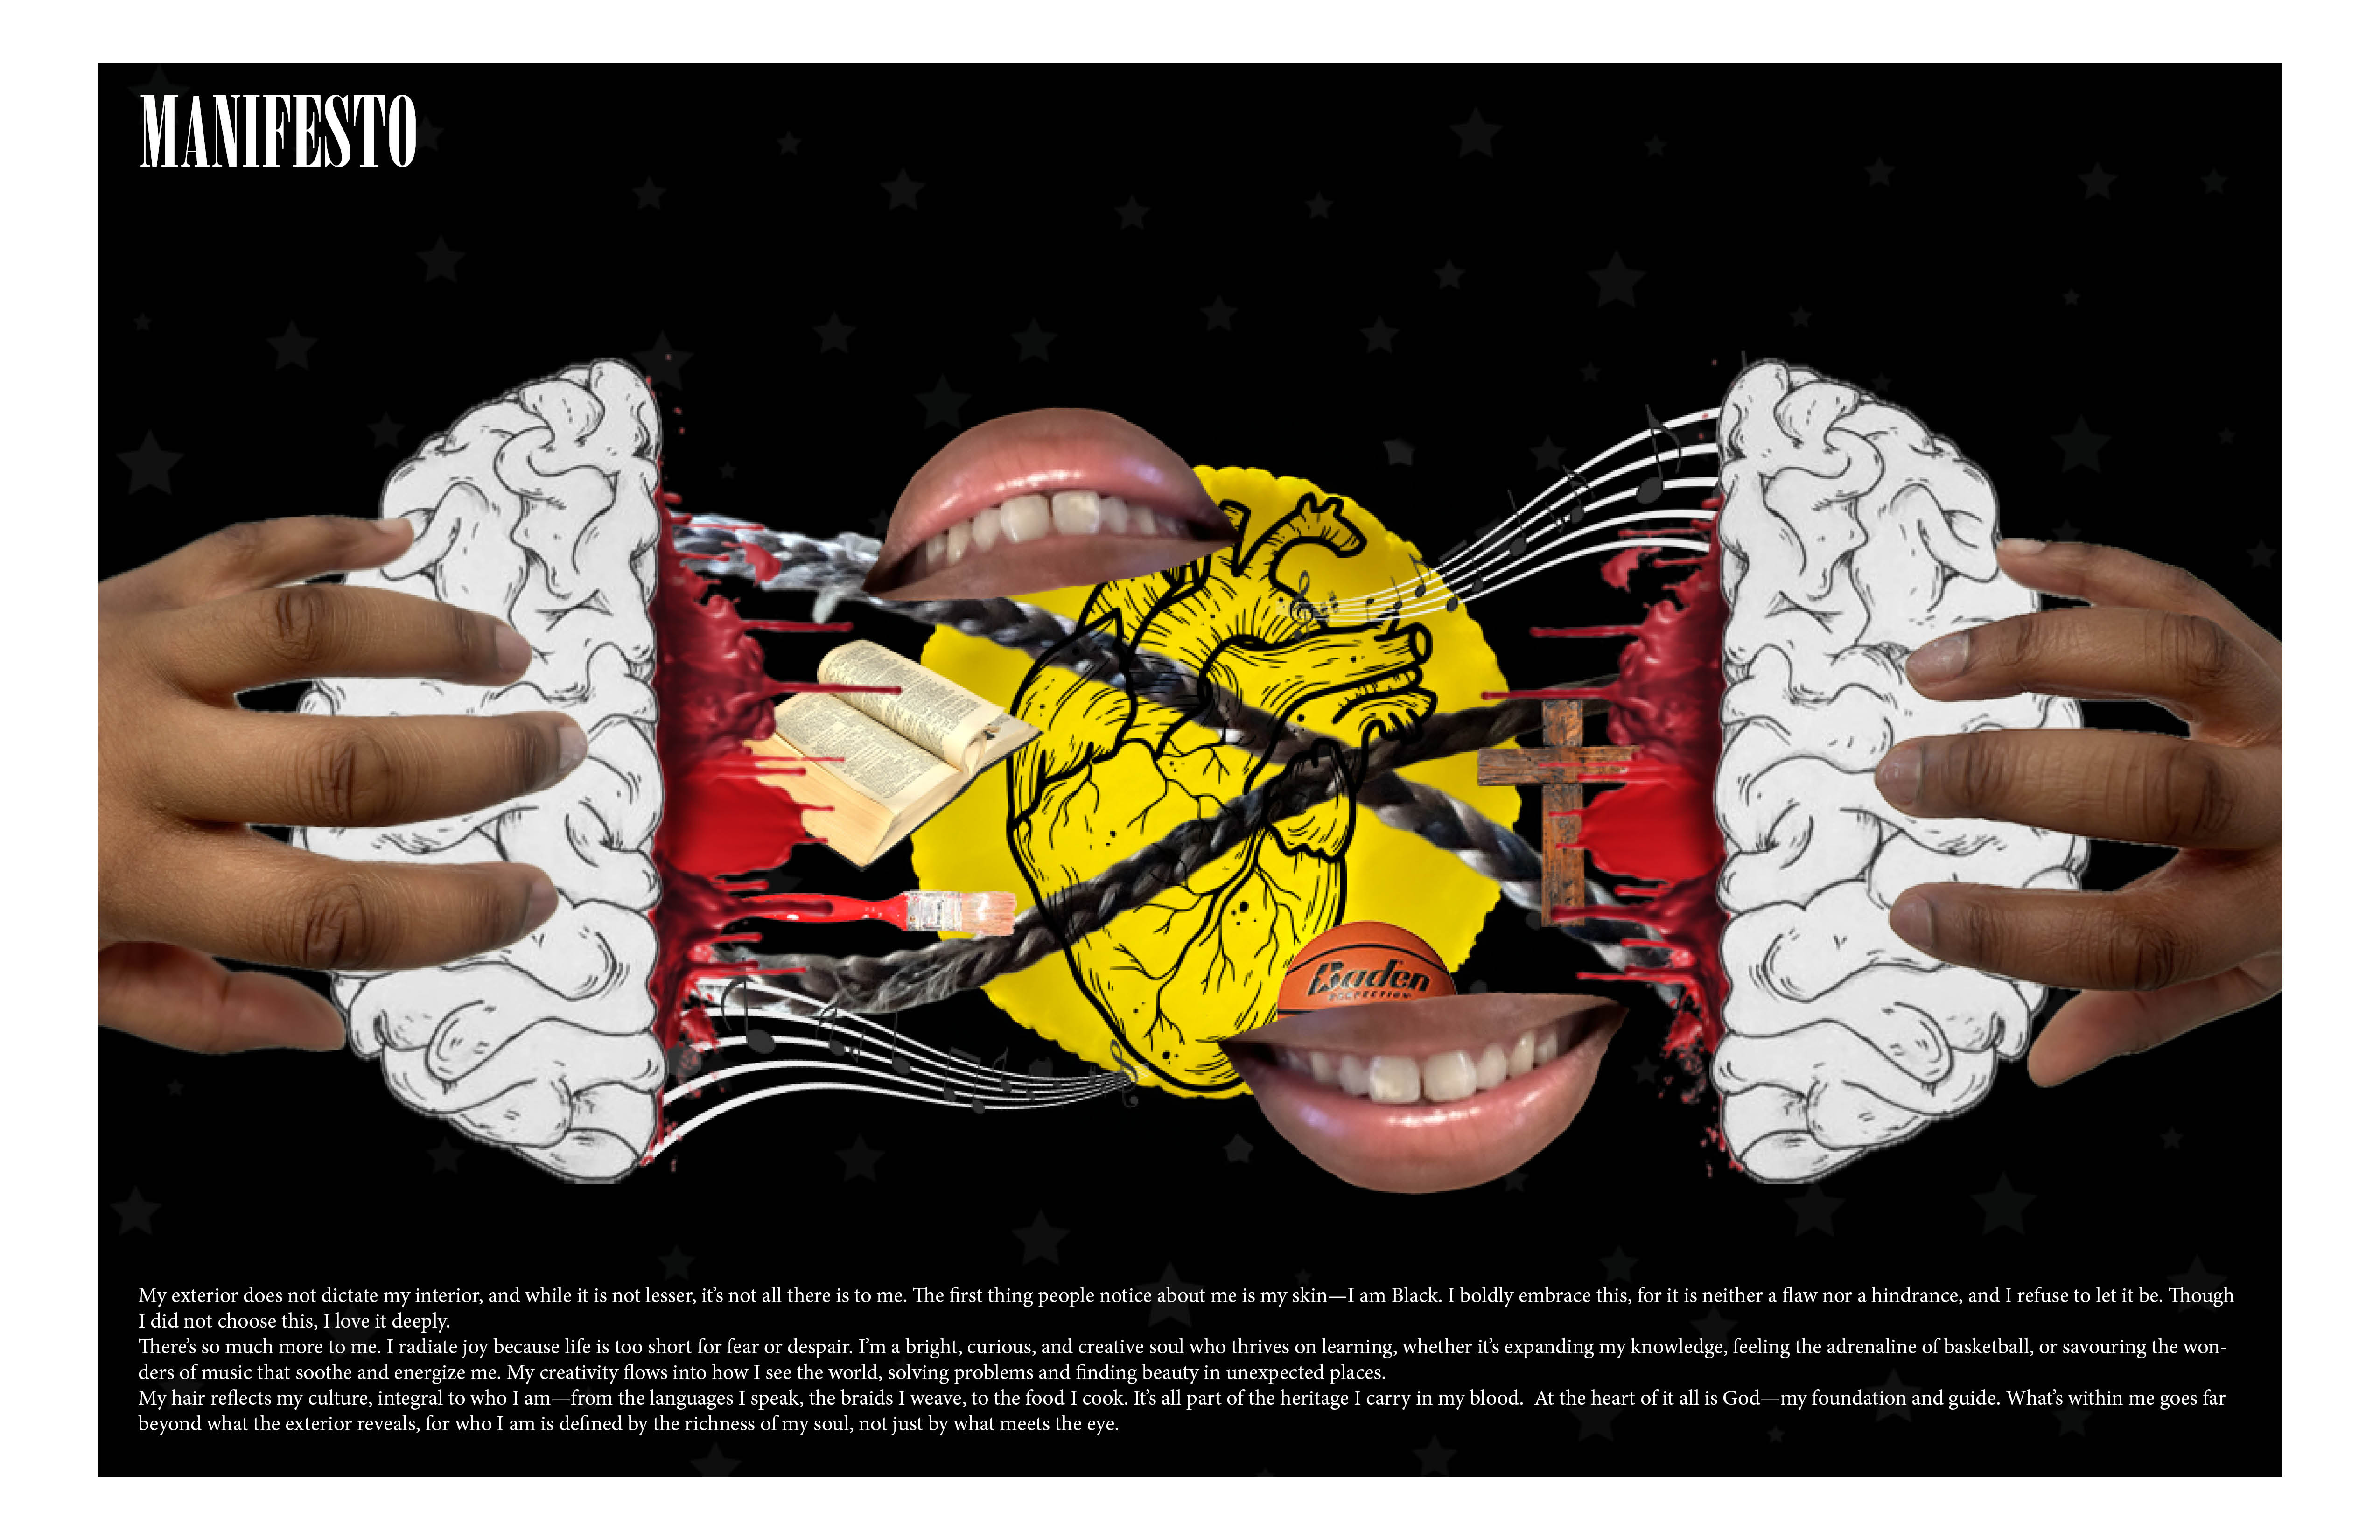 MANIFESTO
Baden
My exterior does not dictate my interior, and while it is not lesser, it's not all there is to me. The first thing people notice about me is my skin—I am Black. I boldly embrace this, for it is neither a flaw nor a hindrance, and I refuse to let it be. Though
I did not choose this, I love it deeply.
There's so much more to me. I radiate joy because life is too short for fear or despair. I'm a bright, curious, and creative soul who thrives on learning, whether it's expanding my knowledge, feeling the adrenaline of basketball, or savouring the won-
ders of music that soothe and energize me. My creativity flows into how I see the world, solving problems and finding beauty in unexpected places.
My hair reflects my culture, integral to who I am—from the languages I speak, the braids I weave, to the food I cook. It's all part of the heritage I carry in my blood.  At the heart of it all is God—my foundation and guide. What's within me goes far
beyond what the exterior reveals, for who I am is defined by the richness of my soul, not just by what meets the eye.